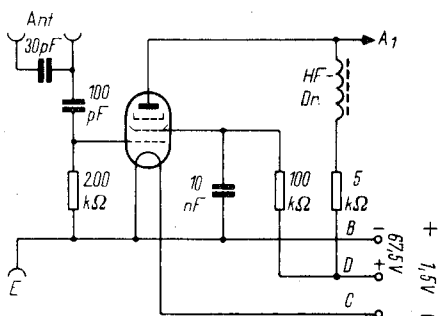 Ant
30pF
A1
100
pF
HF-
Dr.
200
kΩ
10
nF
100
kΩ
5
kΩ
B
−
67,5V
+
D
+ 1,5V
C
E